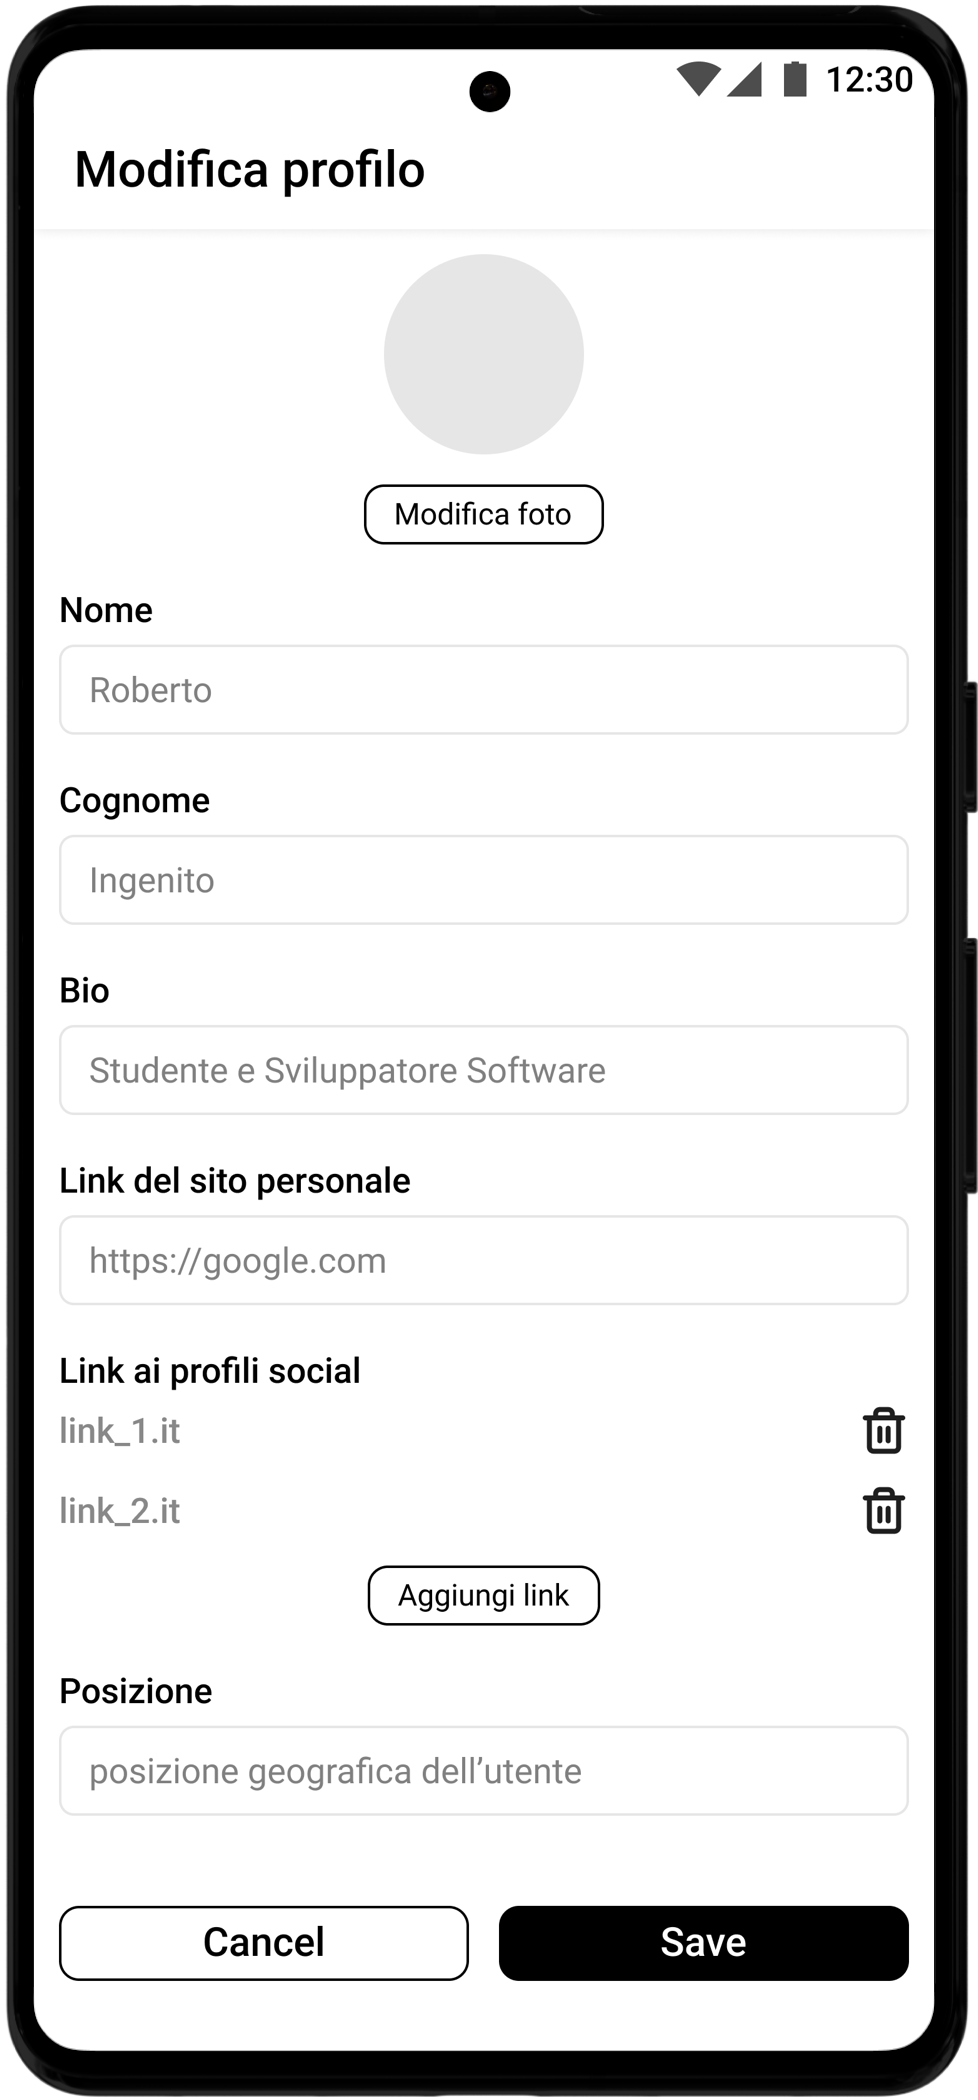 12:30
Modifica profilo
Modifica foto
Nome
Roberto
Cognome
Ingenito
Bio
Studente e Sviluppatore Software
Link del sito personale
https://google.com
Link ai profili social
link_1.it
link_2.it
Aggiungi link
Posizione
posizione geografica dell’utente
Cancel Save